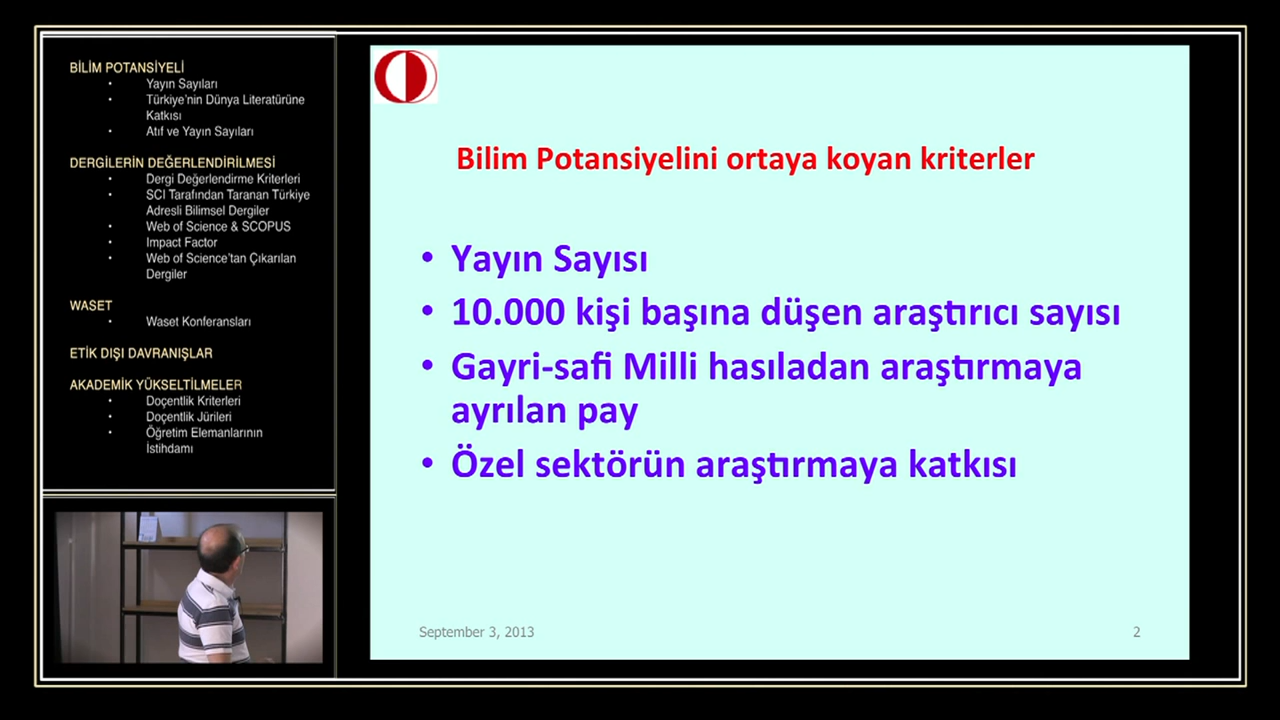 BİLİM POTANSİYELİ
• Yayın Sayıları
• Türkiye'nin Dünya Literatürüne
Katkısı
• Atıf ve Yayın Sayıları
DERGİLERİN DEĞERLENDİRİLMESİ
• Dergi Değerlendirme Kriterleri
• SCI Tarafından Taranan Türkiye
Adresli Bilimsel Dergiler
• Web of Science & SCOPUS
• Impact Factor
• Web of Science'tan Çıkarılan
Dergiler
WASET
• Waset Konferansları
ETİK DIŞI DAVRANIŞLAR
AKADEMİK YÜKSELTİLMELER
• Doçentlik Kriterleri
• Doçentlik Jürileri
• Öğretim Elemanlarının
İstihdamı
Bilim Potansiyelini ortaya koyan kriterler
• Yayın Sayısı
• 10.000 kişi başına düşen araştırıcı sayısı
• Gayri-safi Milli hasıladan araştırmaya
ayrılan pay
• Özel sektörün araştırmaya katkısı
September 3, 2013
2